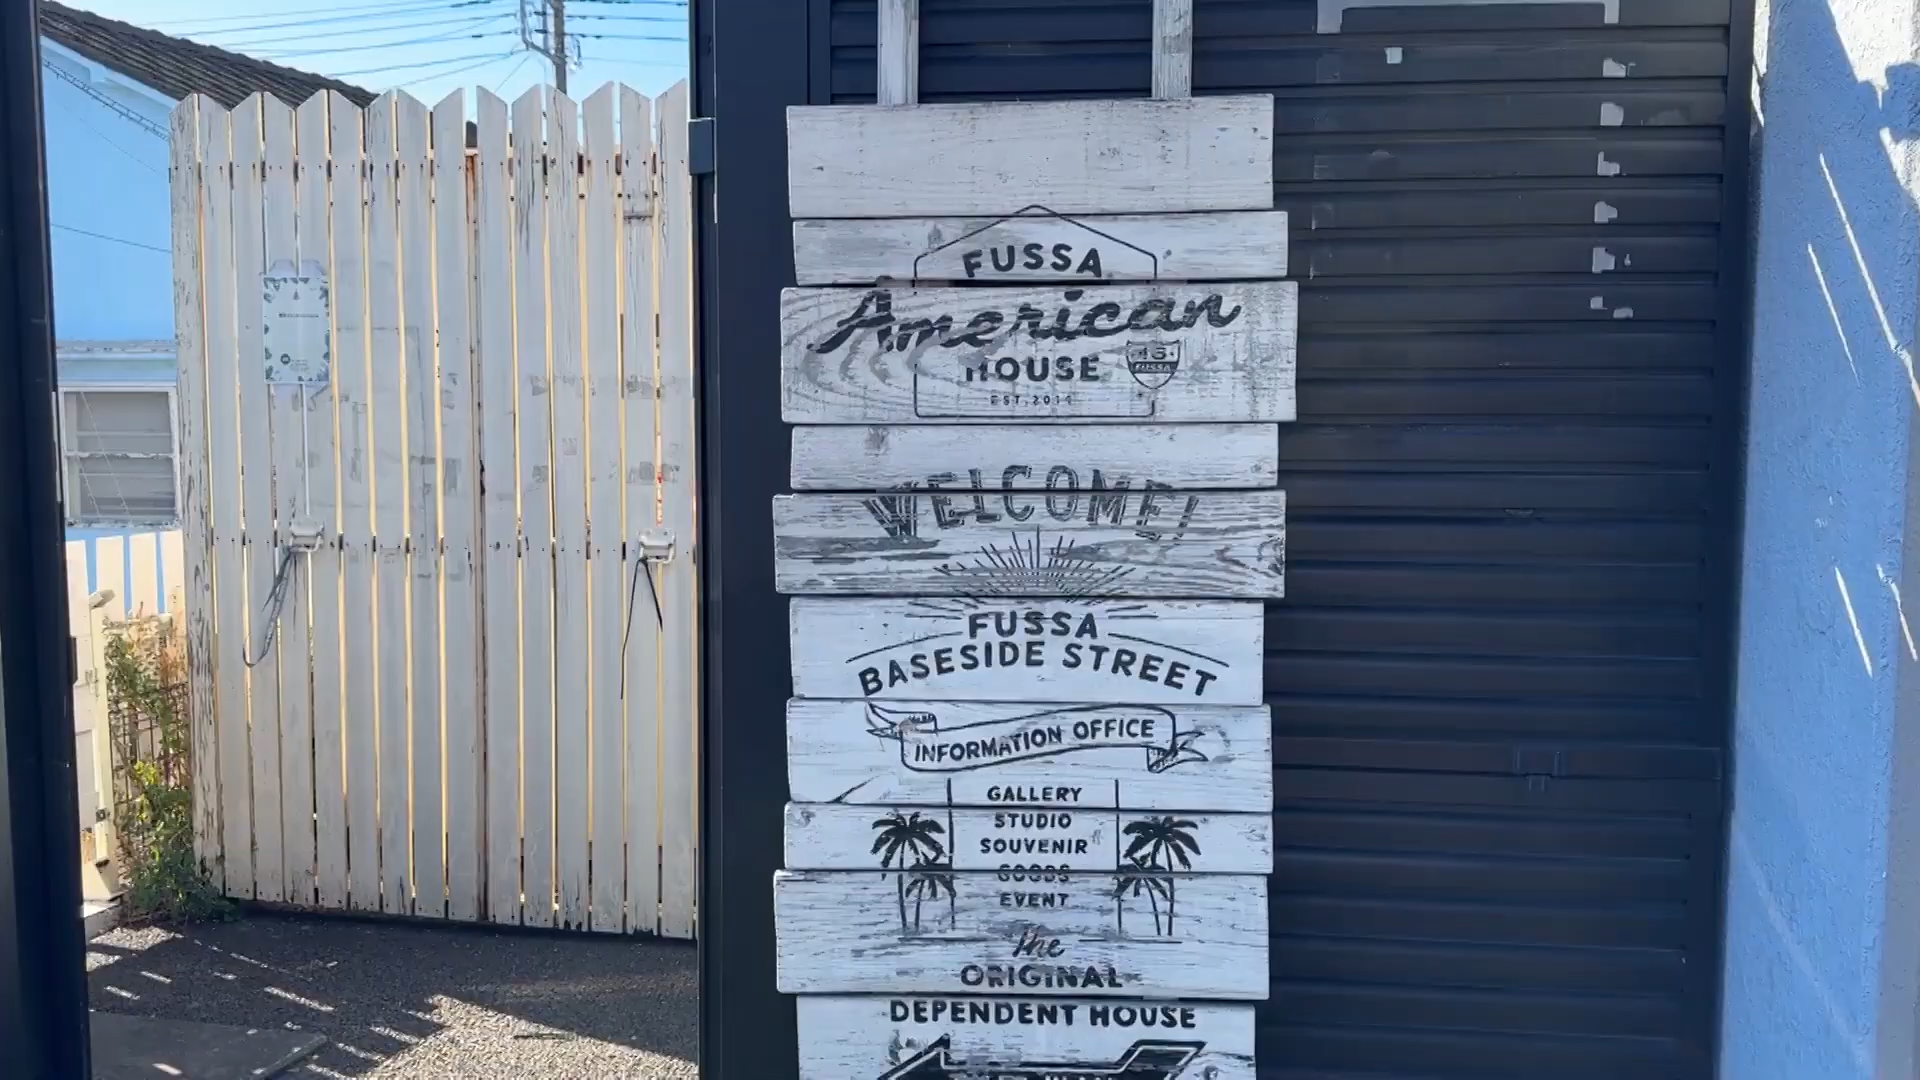 FUSSA
American
HOUSE
16
FUSSA
WELCOME!
FUSSA
BASESIDE STREET
INFORMATION OFFICE
GALLERY
STUDIO
SOUVENIR
GOODS
EVENT
The
ORIGINAL
DEPENDENT HOUSE